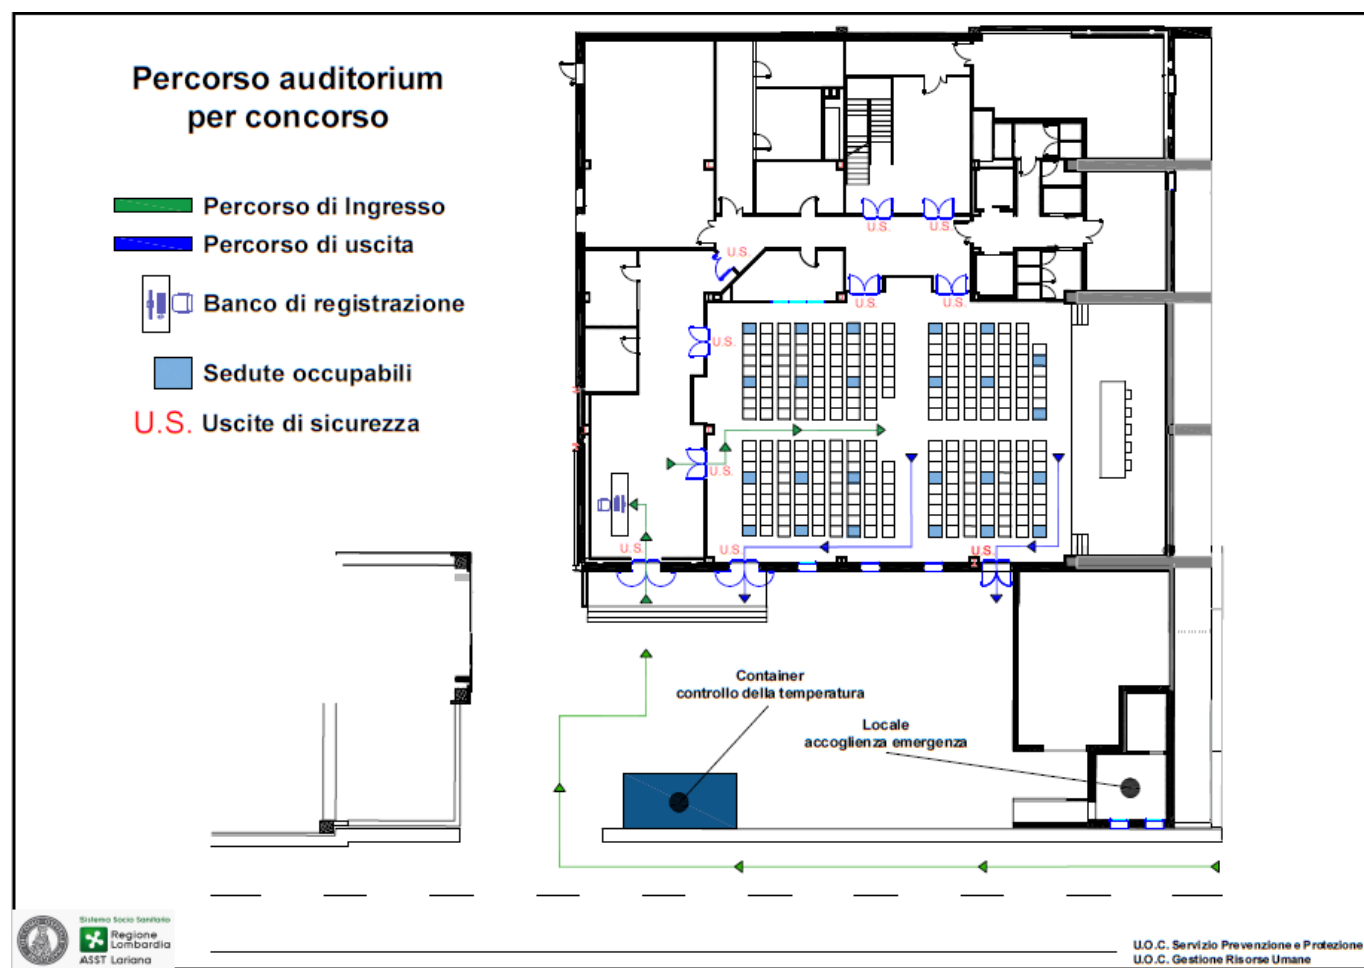 Percorso auditorium
per concorso
Percorso di Ingresso
Percorso di uscita
Banco di registrazione
Sedute occupabili
U.S. Uscite di sicurezza
U.S.
U.S.
U.S.
U.S.
U.S.
U.S.
U.S.
U.S.
U.S.
U.S.
Container
controllo della temperatura
Locale
accoglienza emergenza
Sistema Socio Sanitario
Regione
Lombardia
ASST Lariana
U.O.C. Servizio Prevenzione e Protezione
U.O.C. Gestione Risorse Umane